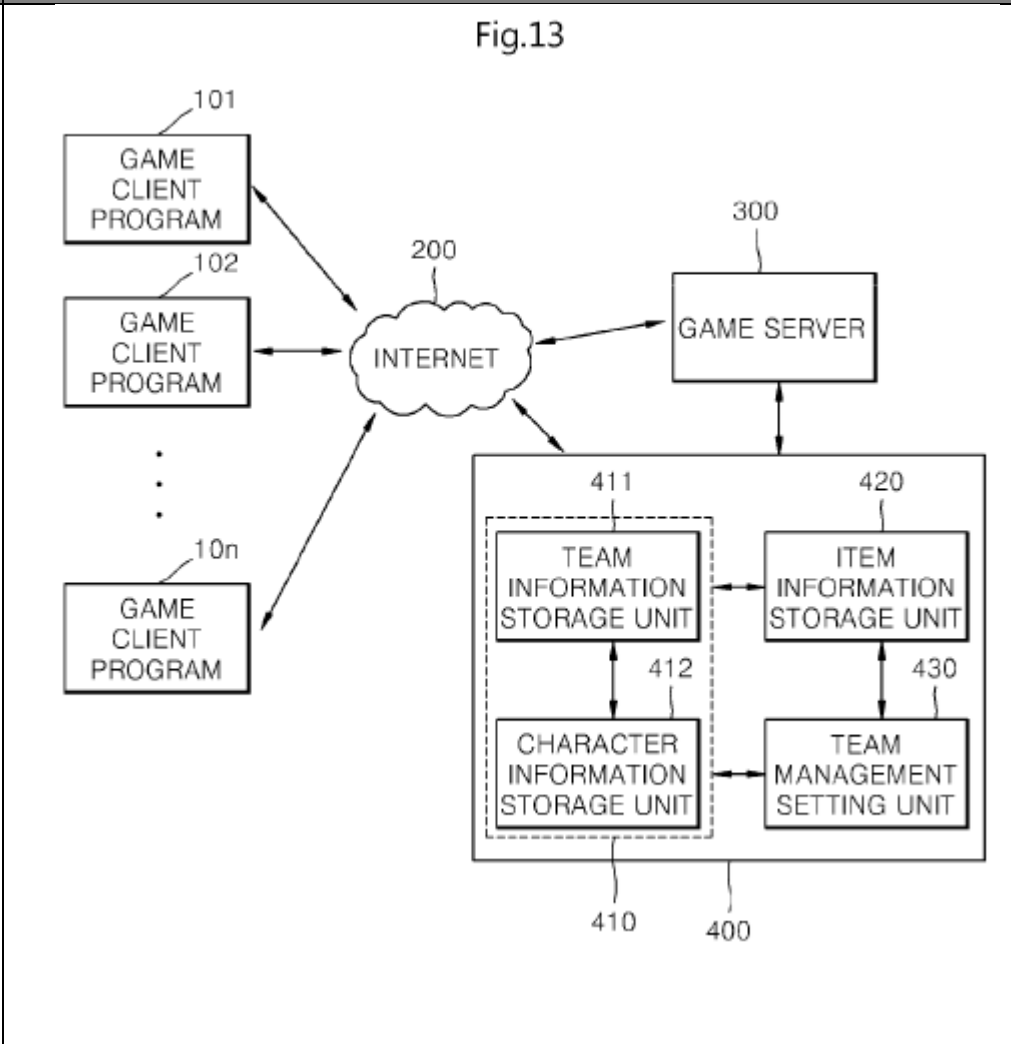 Fig.13
101
GAME
CLIENT
PROGRAM
102
GAME
CLIENT
PROGRAM
10n
GAME
CLIENT
PROGRAM
200
INTERNET
300
GAME SERVER
411
TEAM
INFORMATION
STORAGE UNIT
420
ITEM
INFORMATION
STORAGE UNIT
412
CHARACTER
INFORMATION
STORAGE UNIT
430
TEAM
MANAGEMENT
SETTING UNIT
410
400